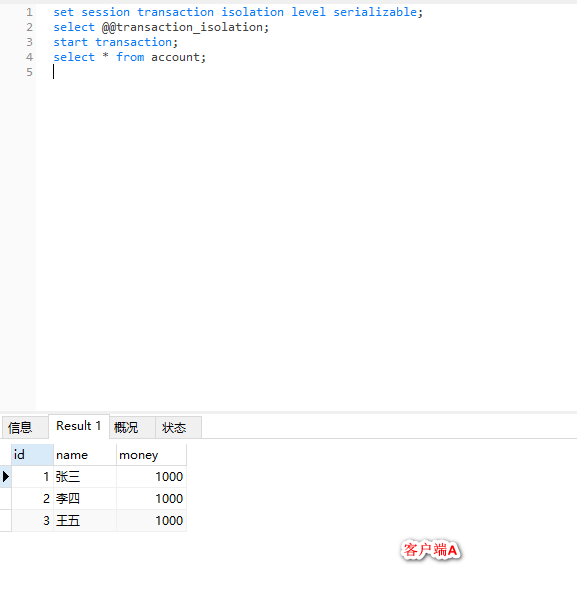 1 set session transaction isolation level serializable;
2 select @@transaction_isolation;
3 start transaction;
4 select * from account;
5
信息 Result 1 概况 状态
id name money
1 张三 1000
2 李四 1000
3 王五 1000
客户端A